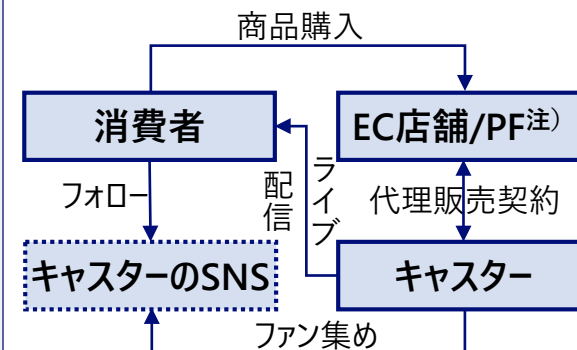 商品購入
消費者
EC店舗/PF注）
フォロー
ライブ
配信
代理販売契約
キャスターのSNS
キャスター
ファン集め